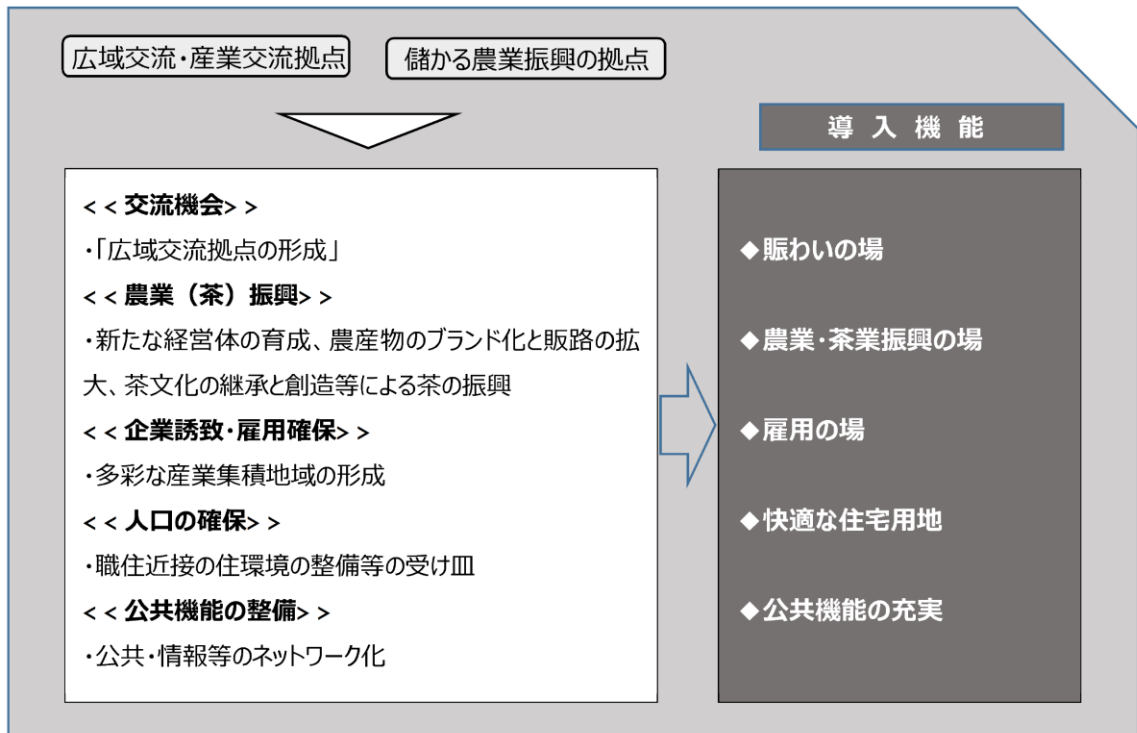 広域交流・産業交流拠点
儲かる農業振興の拠点
導入機能
<<交流機会>>
・「広域交流拠点の形成」
<<農業（茶）振興>>
・新たな経営体の育成、農産物のブランド化と販路の拡
大、茶文化の継承と創造等による茶の振興
<<企業誘致・雇用確保>>
・多彩な産業集積地域の形成
<<人口の確保>>
・職住近接の住環境の整備等の受け皿
<<公共機能の整備>>
・公共・情報等のネットワーク化
◆賑わいの場
◆農業・茶業振興の場
◆雇用の場
◆快適な住宅用地
◆公共機能の充実